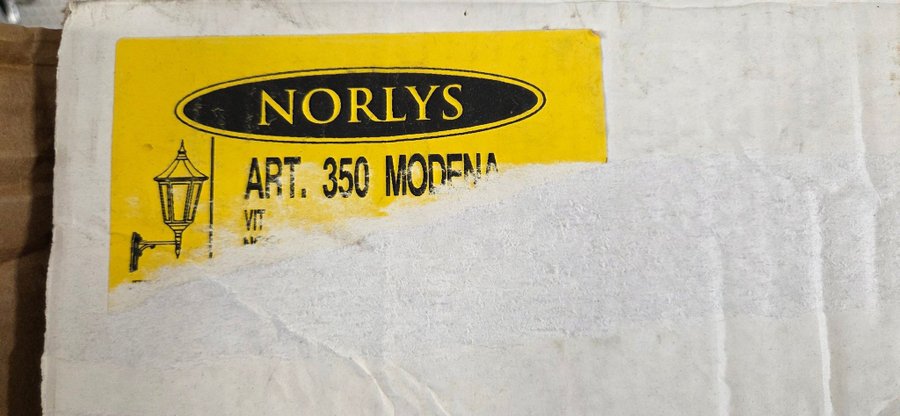 NORLYS
ART. 350 MODENA
VIT